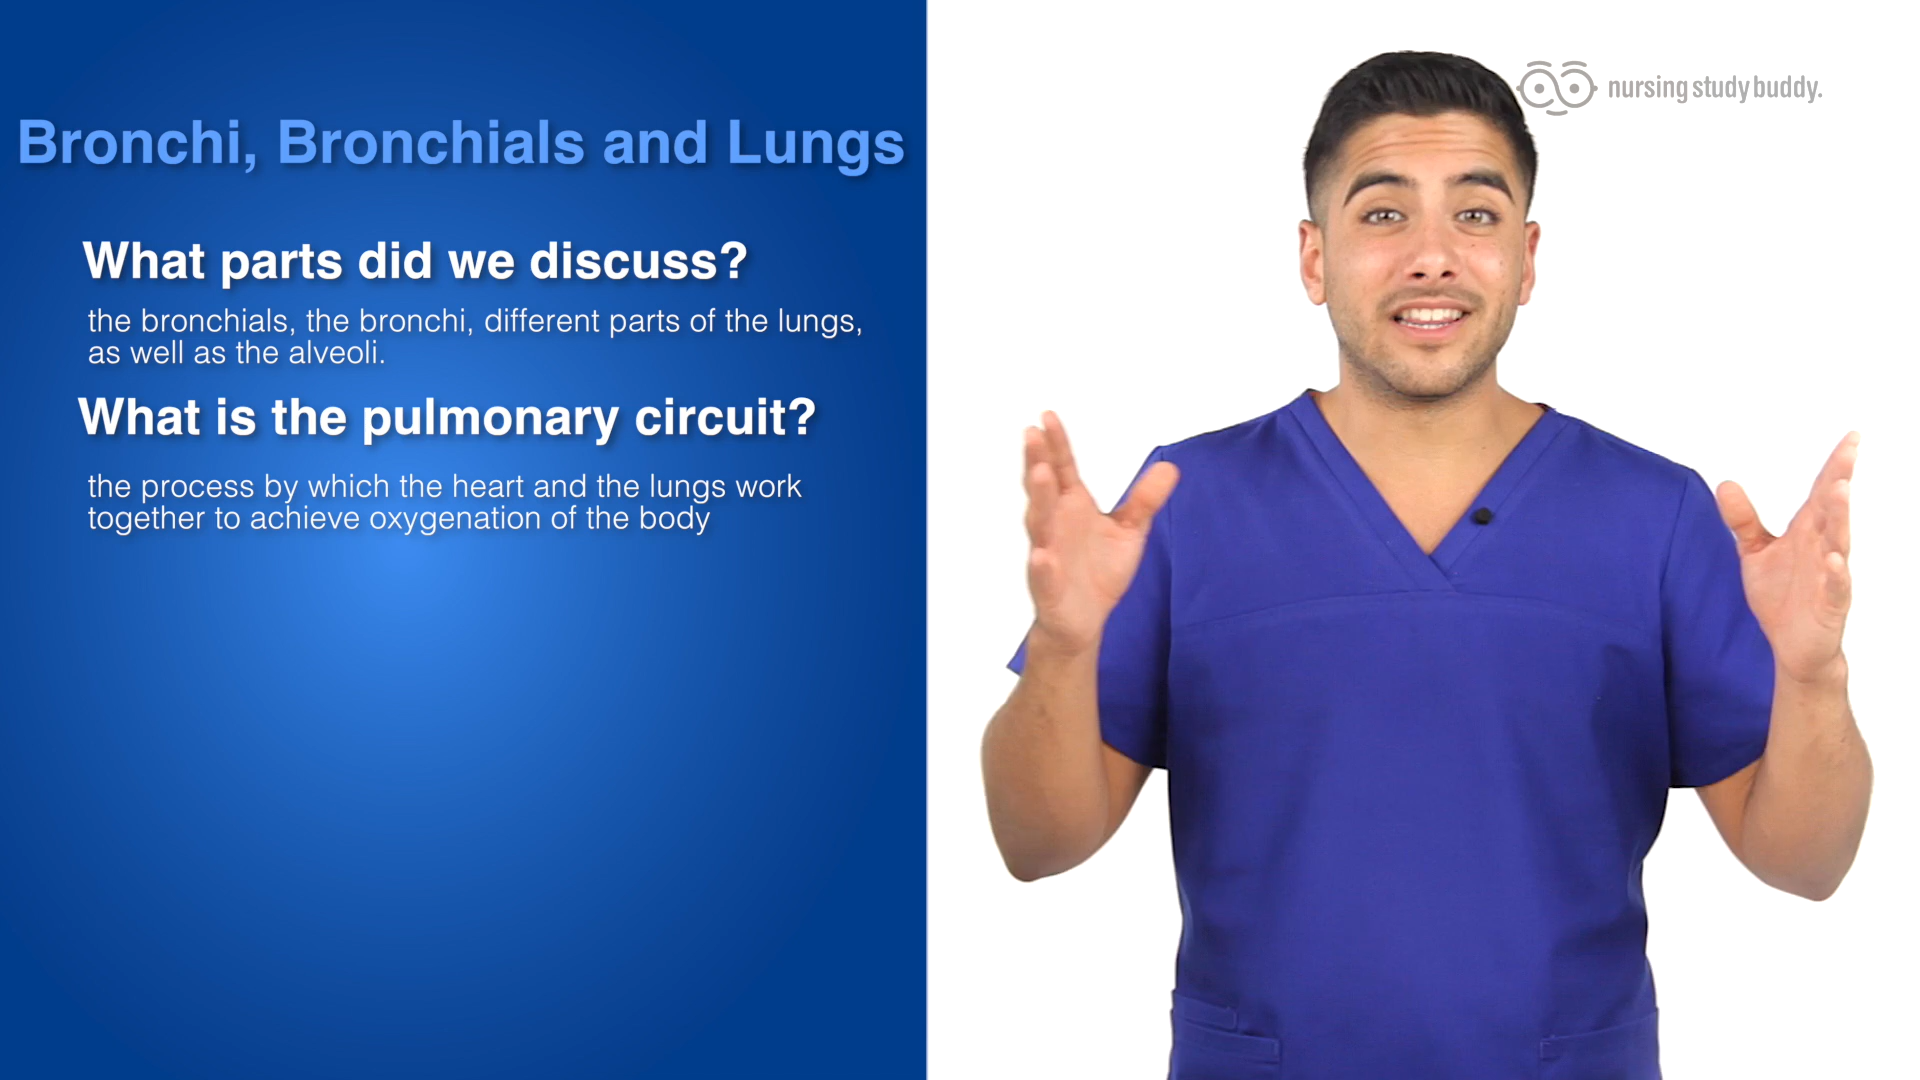 Bronchi, Bronchials and Lungs
What parts did we discuss?
the bronchials, the bronchi, different parts of the lungs,
as well as the alveoli.
What is the pulmonary circuit?
the process by which the heart and the lungs work
together to achieve oxygenation of the body
nursing study buddy.